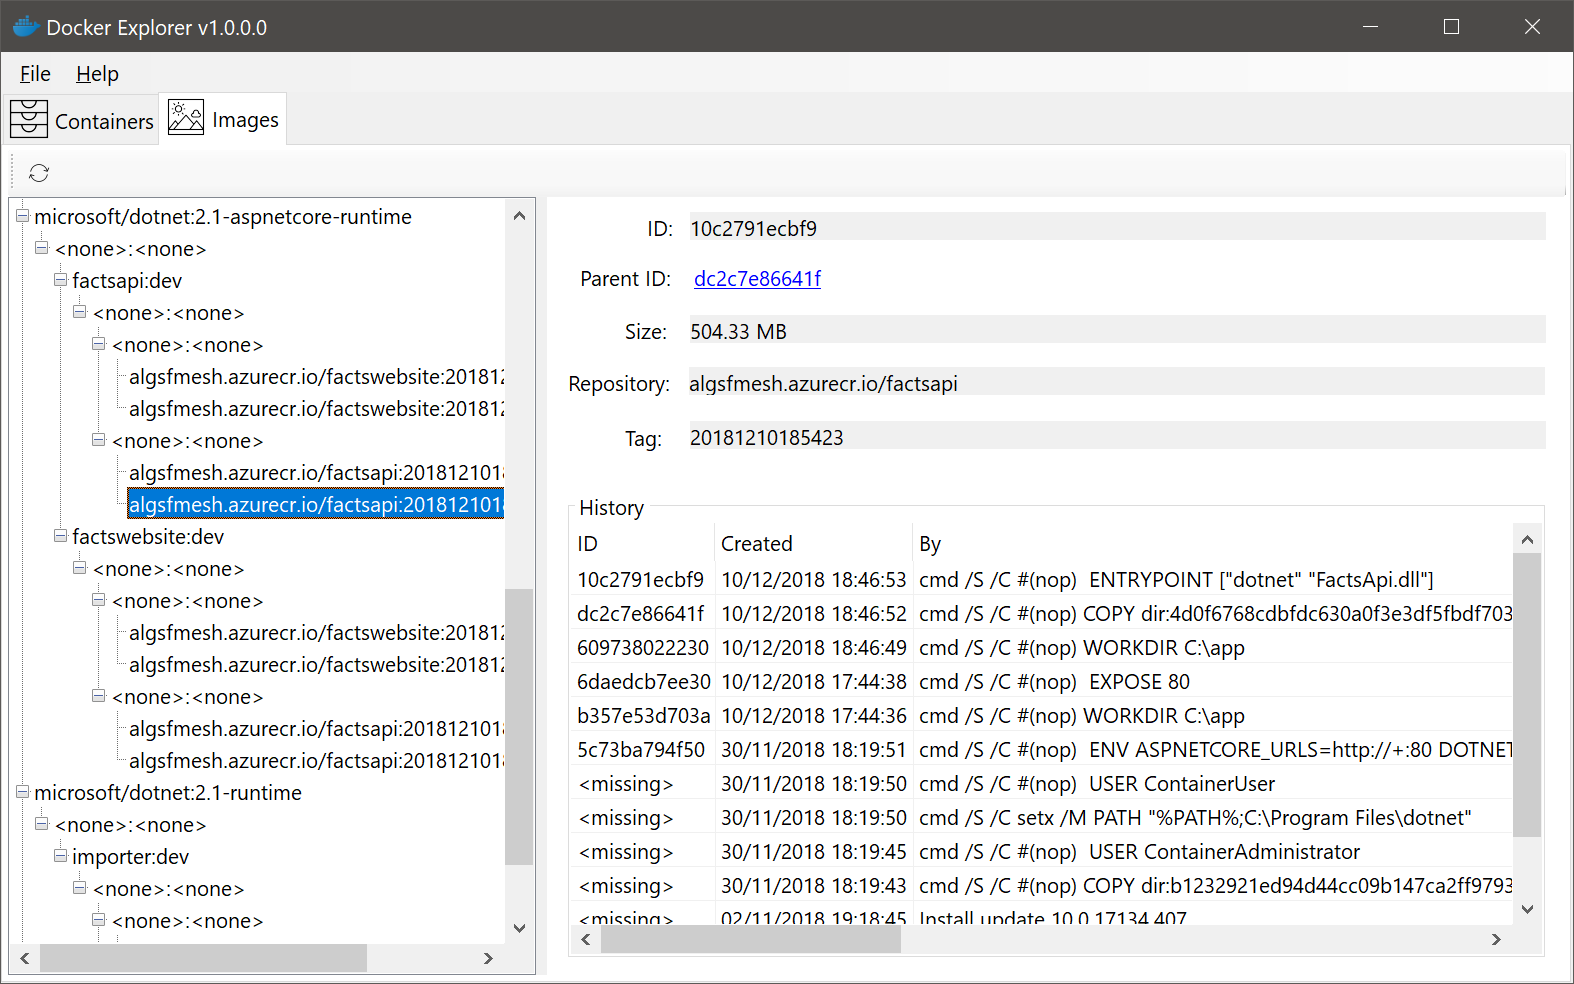 Docker Explorer v1.0.0.0
File Help
Containers Images
microsoft/dotnet:2.1-aspnetcore-runtime
<none>:<none>
factsapi:dev
<none>:<none>
<none>:<none>
algsfmesh.azurecr.io/factswebsite:20181
algsfmesh.azurecr.io/factswebsite:20181
<none>:<none>
algsfmesh.azurecr.io/factsapi:201812101
algsfmesh.azurecr.io/factsapi:201812101
factswebsite:dev
<none>:<none>
<none>:<none>
algsfmesh.azurecr.io/factswebsite:20181
algsfmesh.azurecr.io/factswebsite:20181
<none>:<none>
algsfmesh.azurecr.io/factsapi:201812101
algsfmesh.azurecr.io/factsapi:201812101
microsoft/dotnet:2.1-runtime
<none>:<none>
importer:dev
<none>:<none>
<none>:<none>
ID: 10c2791ecbf9
Parent ID: dc2c7e86641f
Size: 504.33 MB
Repository: algsfmesh.azurecr.io/factsapi
Tag: 20181210185423
History
ID Created By
10c2791ecbf9 10/12/2018 18:46:53 cmd /S /C #(nop)  ENTRYPOINT ["dotnet" "FactsApi.dll"]
dc2c7e86641f 10/12/2018 18:46:52 cmd /S /C #(nop) COPY dir:4d0f6768cdbfdc630a0f3e3df5fbdf703
609738022230 10/12/2018 18:46:49 cmd /S /C #(nop) WORKDIR C:\app
6daedcb7ee30 10/12/2018 17:44:38 cmd /S /C #(nop)  EXPOSE 80
b357e53d703a 10/12/2018 17:44:36 cmd /S /C #(nop) WORKDIR C:\app
5c73ba794f50 30/11/2018 18:19:51 cmd /S /C #(nop)  ENV ASPNETCORE_URLS=http://+:80 DOTNET
<missing> 30/11/2018 18:19:50 cmd /S /C #(nop)  USER ContainerUser
<missing> 30/11/2018 18:19:50 cmd /S /C setx /M PATH "%PATH%;C:\Program Files\dotnet"
<missing> 30/11/2018 18:19:45 cmd /S /C #(nop)  USER ContainerAdministrator
<missing> 30/11/2018 18:19:43 cmd /S /C #(nop) COPY dir:b1232921ed94d44cc09b147ca2ff9793
<missing> 02/11/2018 19:18:45 Install update 10.0.17134.407